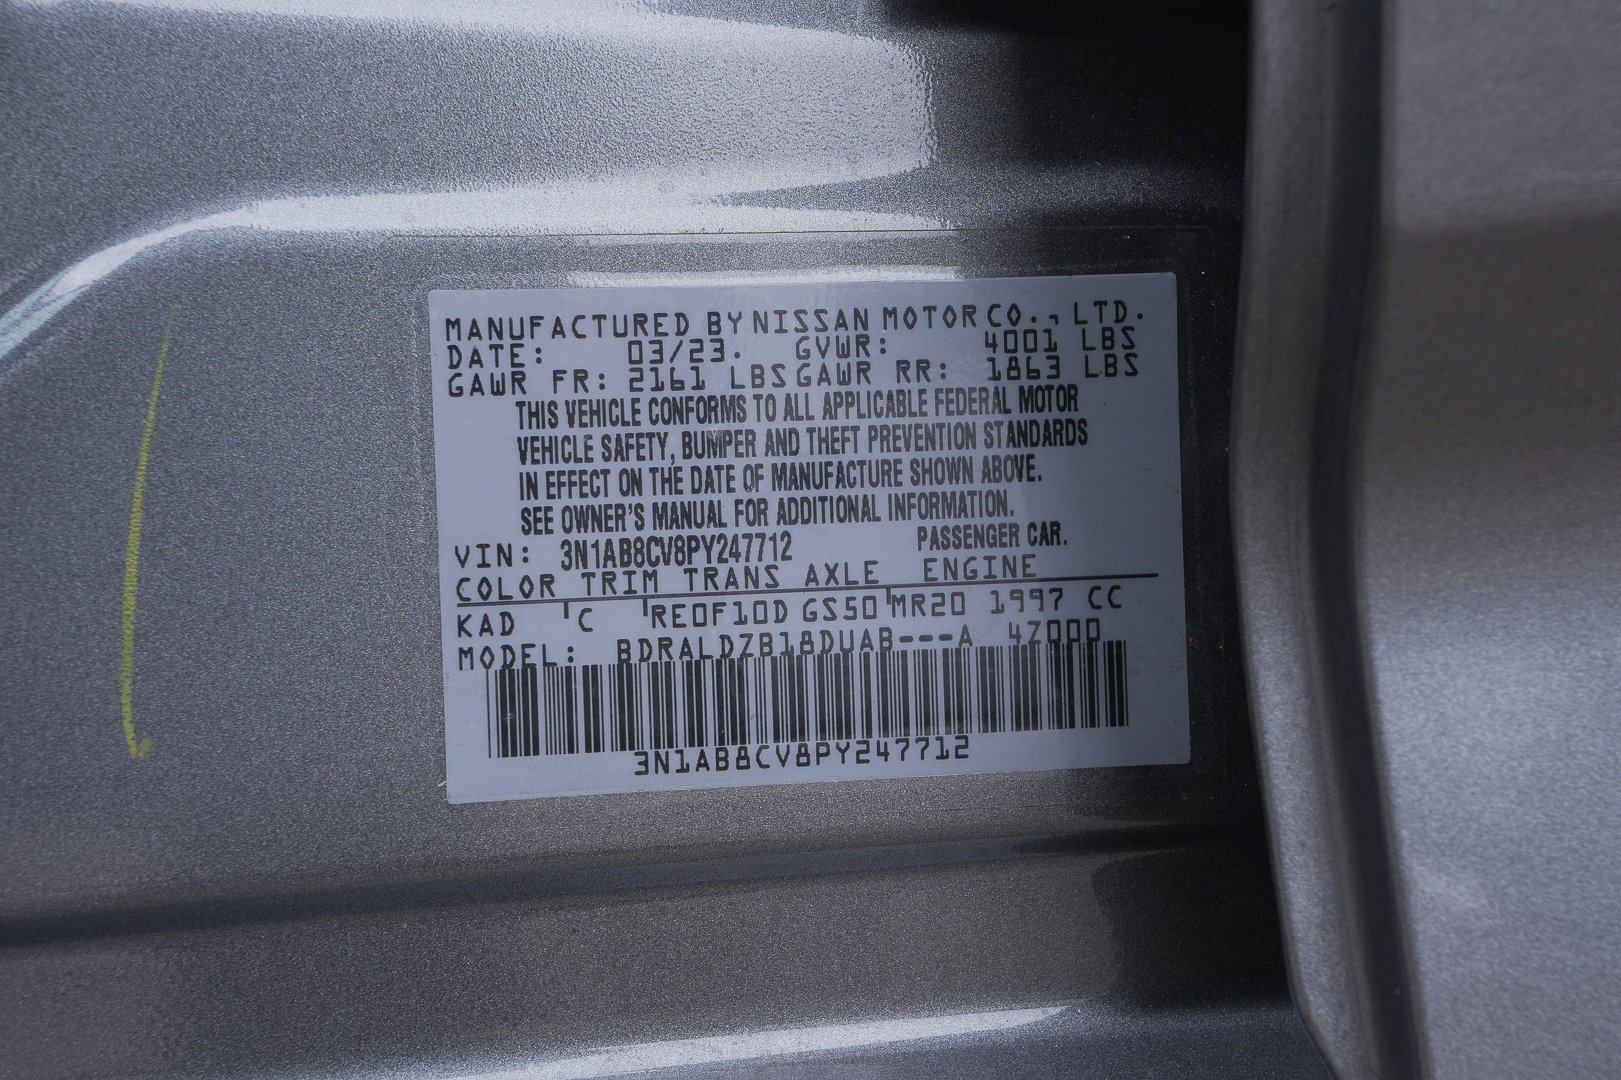 MANUFACTURED BY NISSAN MOTOR CO., LTD.
DATE: 03/23. GVWR: 4001 LBS
GAWR FR: 2161 LBS GAWR RR: 1863 LBS
THIS VEHICLE CONFORMS TO ALL APPLICABLE FEDERAL MOTOR
VEHICLE SAFETY, BUMPER AND THEFT PREVENTION STANDARDS
IN EFFECT ON THE DATE OF MANUFACTURE SHOWN ABOVE.
SEE OWNER'S MANUAL FOR ADDITIONAL INFORMATION.
VIN: 3N1AB8CV8PY247712 PASSENGER CAR.
COLOR TRIM TRANS AXLE ENGINE
KAD C RE0F10D GS50 MR20 1997 CC
MODEL: BDRALDZB18DUAB---A 4Z000
3N1AB8CV8PY247712